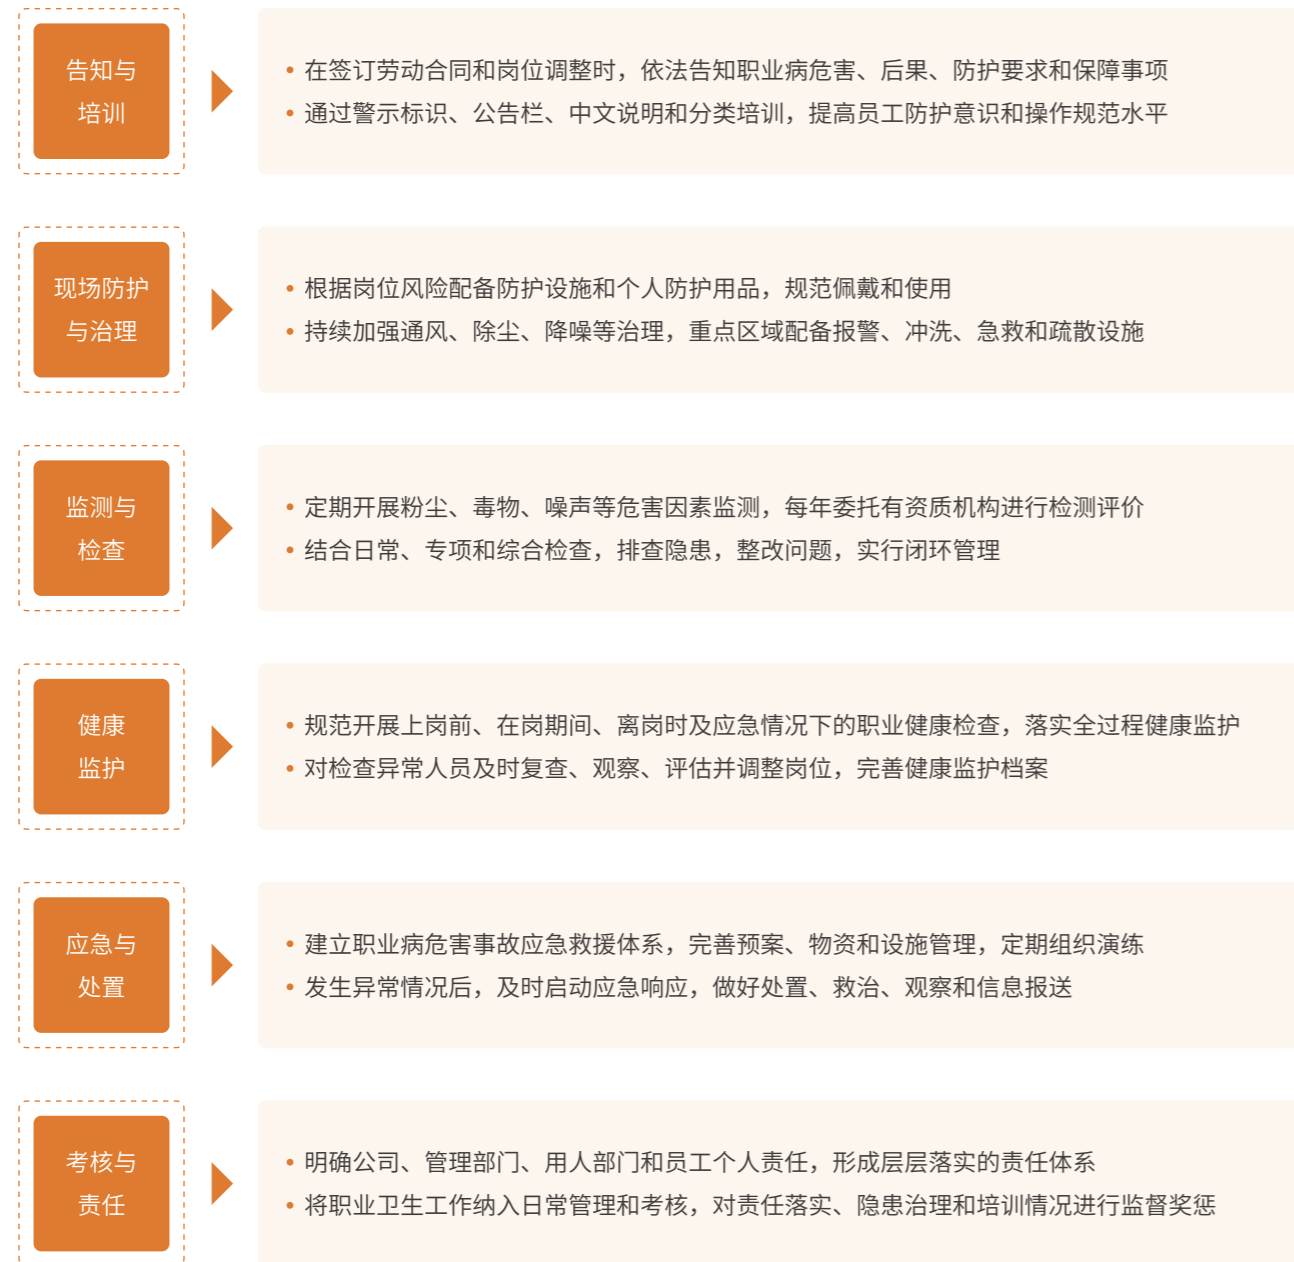 告知与
培训
• 在签订劳动合同和岗位调整时，依法告知职业病危害、后果、防护要求和保障事项
• 通过警示标识、公告栏、中文说明和分类培训，提高员工防护意识和操作规范水平
现场防护
与治理
• 根据岗位风险配备防护设施和个人防护用品，规范佩戴和使用
• 持续加强通风、除尘、降噪等治理，重点区域配备报警、冲洗、急救和疏散设施
监测与
检查
• 定期开展粉尘、毒物、噪声等危害因素监测，每年委托有资质机构进行检测评价
• 结合日常、专项和综合检查，排查隐患，整改问题，实行闭环管理
健康
监护
• 规范开展上岗前、在岗期间、离岗时及应急情况下的职业健康检查，落实全过程健康监护
• 对检查异常人员及时复查、观察、评估并调整岗位，完善健康监护档案
应急与
处置
• 建立职业病危害事故应急救援体系，完善预案、物资和设施管理，定期组织演练
• 发生异常情况后，及时启动应急响应，做好处置、救治、观察和信息报送
考核与
责任
• 明确公司、管理部门、用人部门和员工个人责任，形成层层落实的责任体系
• 将职业卫生工作纳入日常管理和考核，对责任落实、隐患治理和培训情况进行监督奖惩